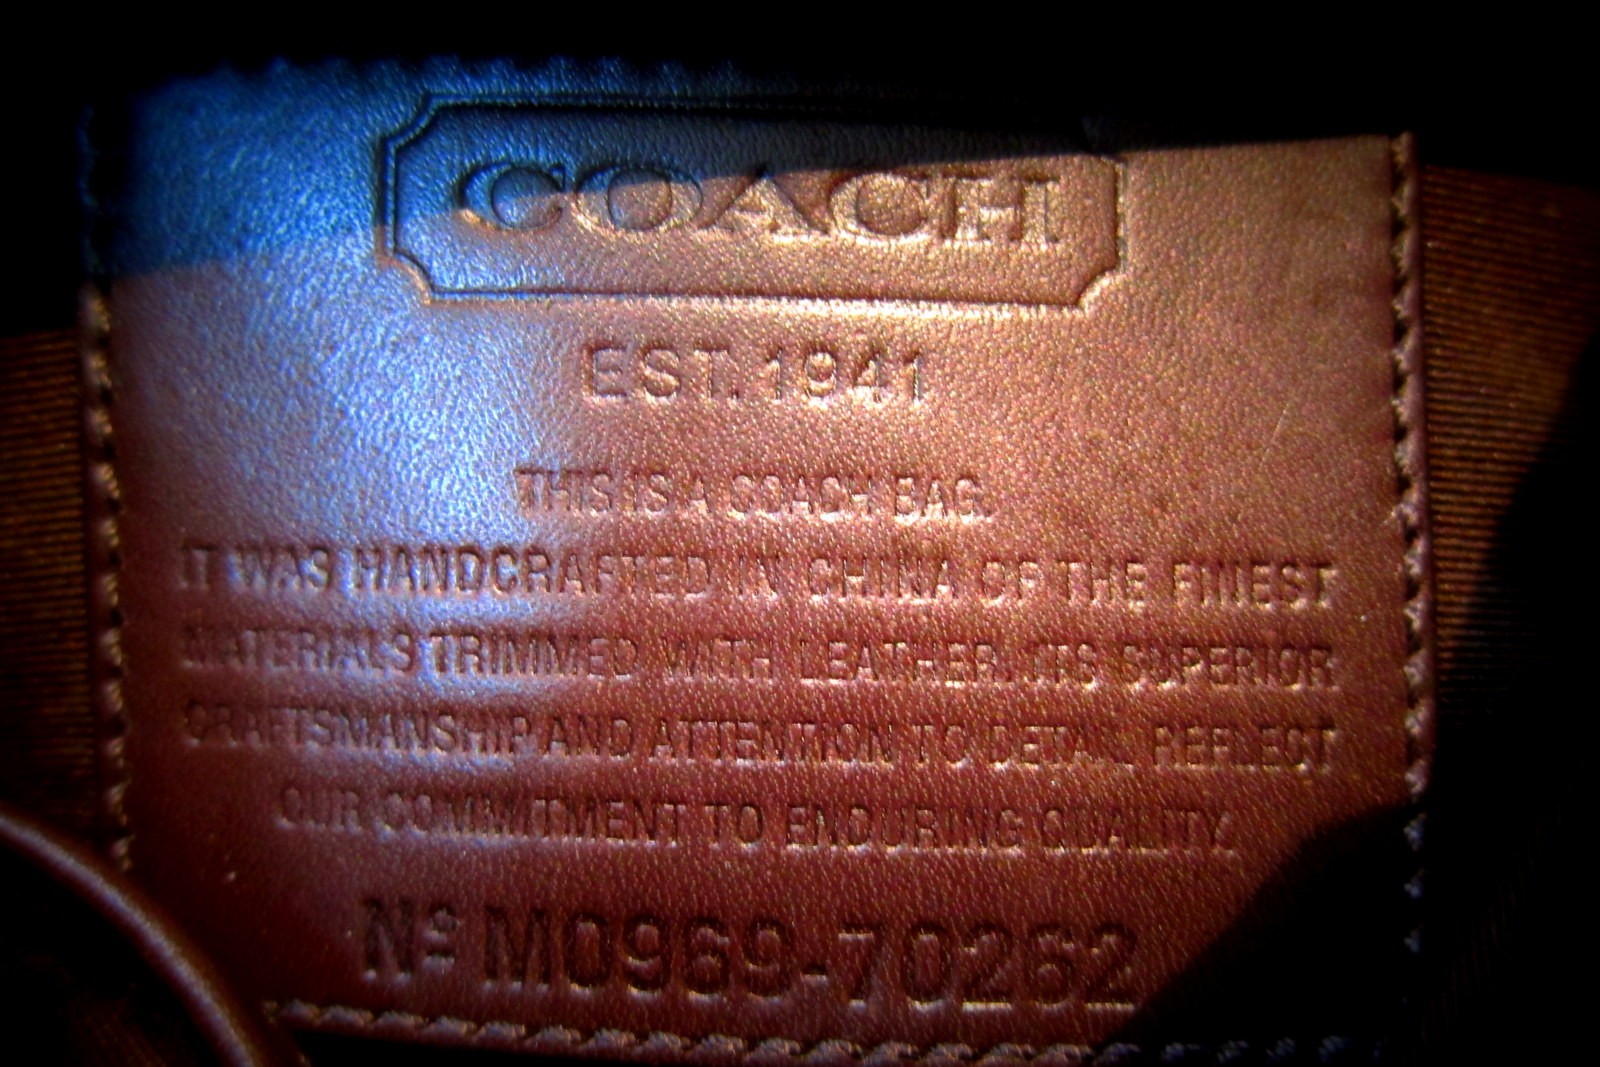 COACH
EST. 1941
THIS IS A COACH BAG.
IT WAS HANDCRAFTED IN CHINA OF THE FINEST
MATERIALS TRIMMED WITH LEATHER. ITS SUPERIOR
CRAFTSMANSHIP AND ATTENTION TO DETAIL REFLECT
OUR COMMITMENT TO ENDURING QUALITY.
Nº M0969-70262